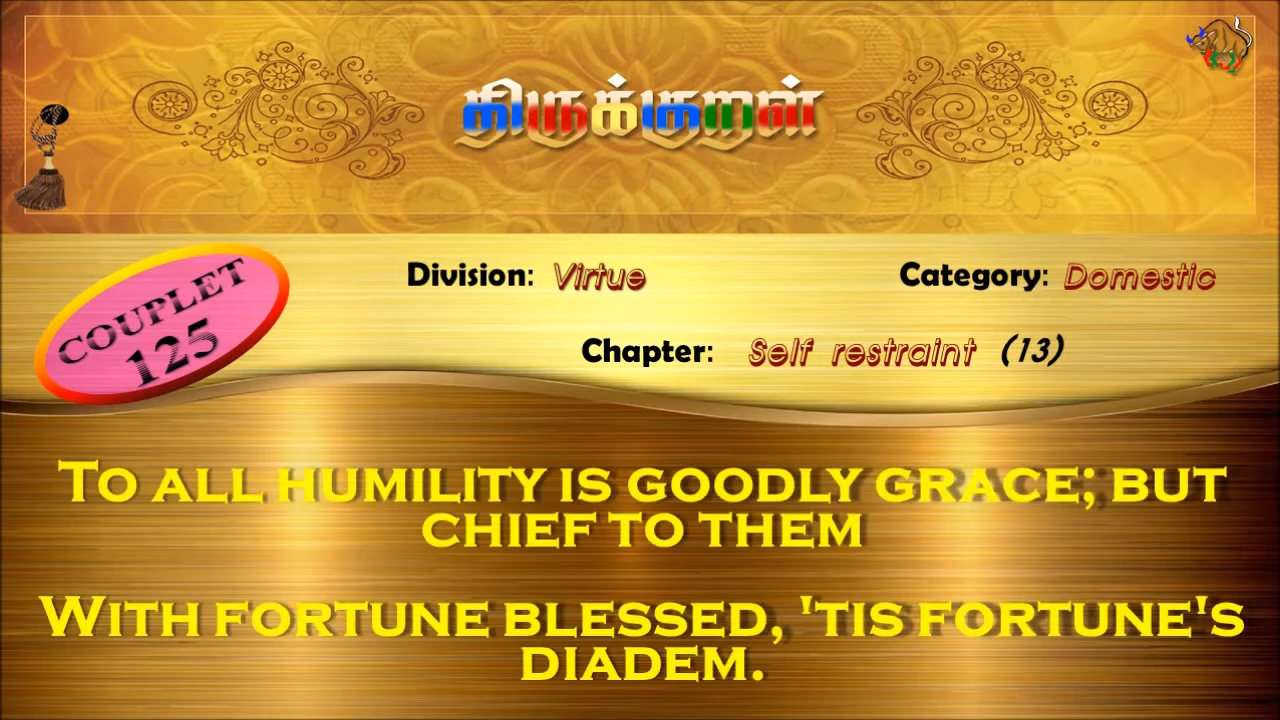 திருக்குறள்
COUPLET
125
Division: Virtue
Category: Domestic
Chapter: Self restraint (13)
TO ALL HUMILITY IS GOODLY GRACE; BUT
CHIEF TO THEM
WITH FORTUNE BLESSED, 'TIS FORTUNE'S
DIADEM.